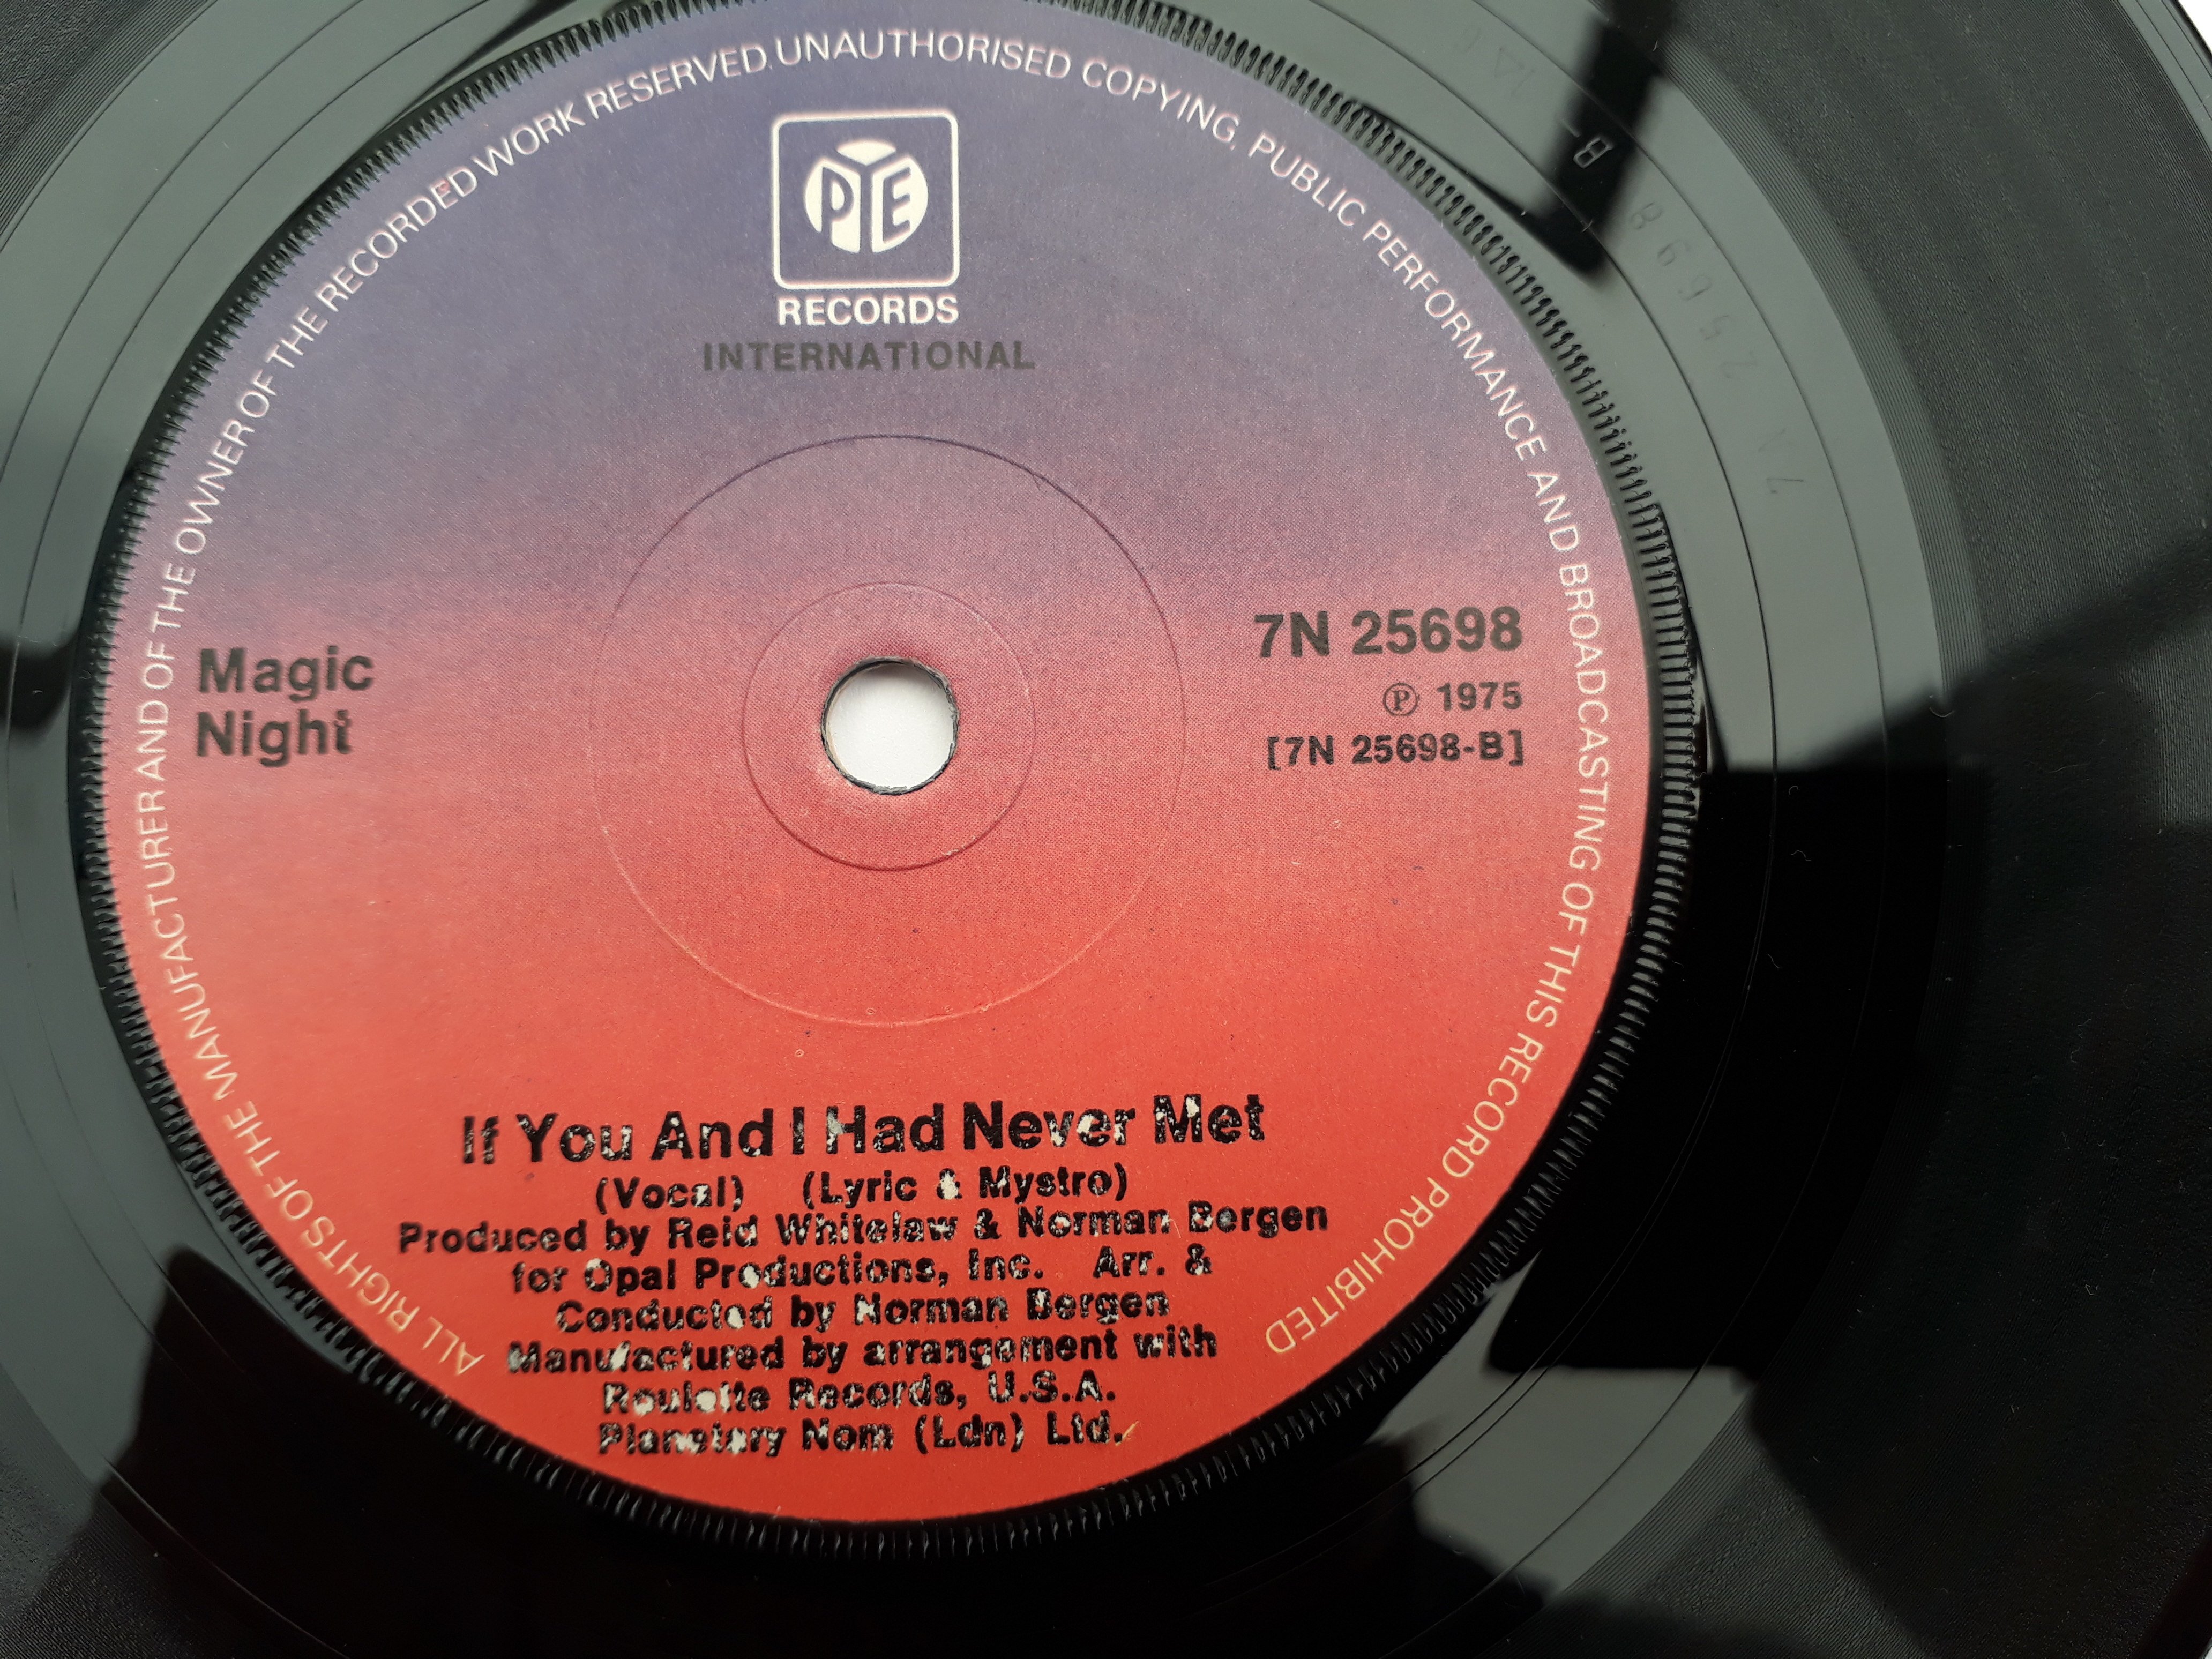 ALL RIGHTS OF THE MANUFACTURER AND OF THE OWNER OF THE RECORDED WORK RESERVED. UNAUTHORISED COPYING, PUBLIC PERFORMANCE AND BROADCASTING OF THIS RECORD PROHIBITED
PYE
RECORDS
INTERNATIONAL
Magic
Night
7N 25698
℗ 1975
[7N 25698-B]
If You And I Had Never Met
(Vocal) (Lyric & Mystro)
Produced by Reid Whitelaw & Norman Bergen
for Opal Productions, Inc. Arr. &
Conducted by Norman Bergen
Manufactured by arrangement with
Roulette Records, U.S.A.
Planetary Nom (Ldn) Ltd.
7N 25698 B-